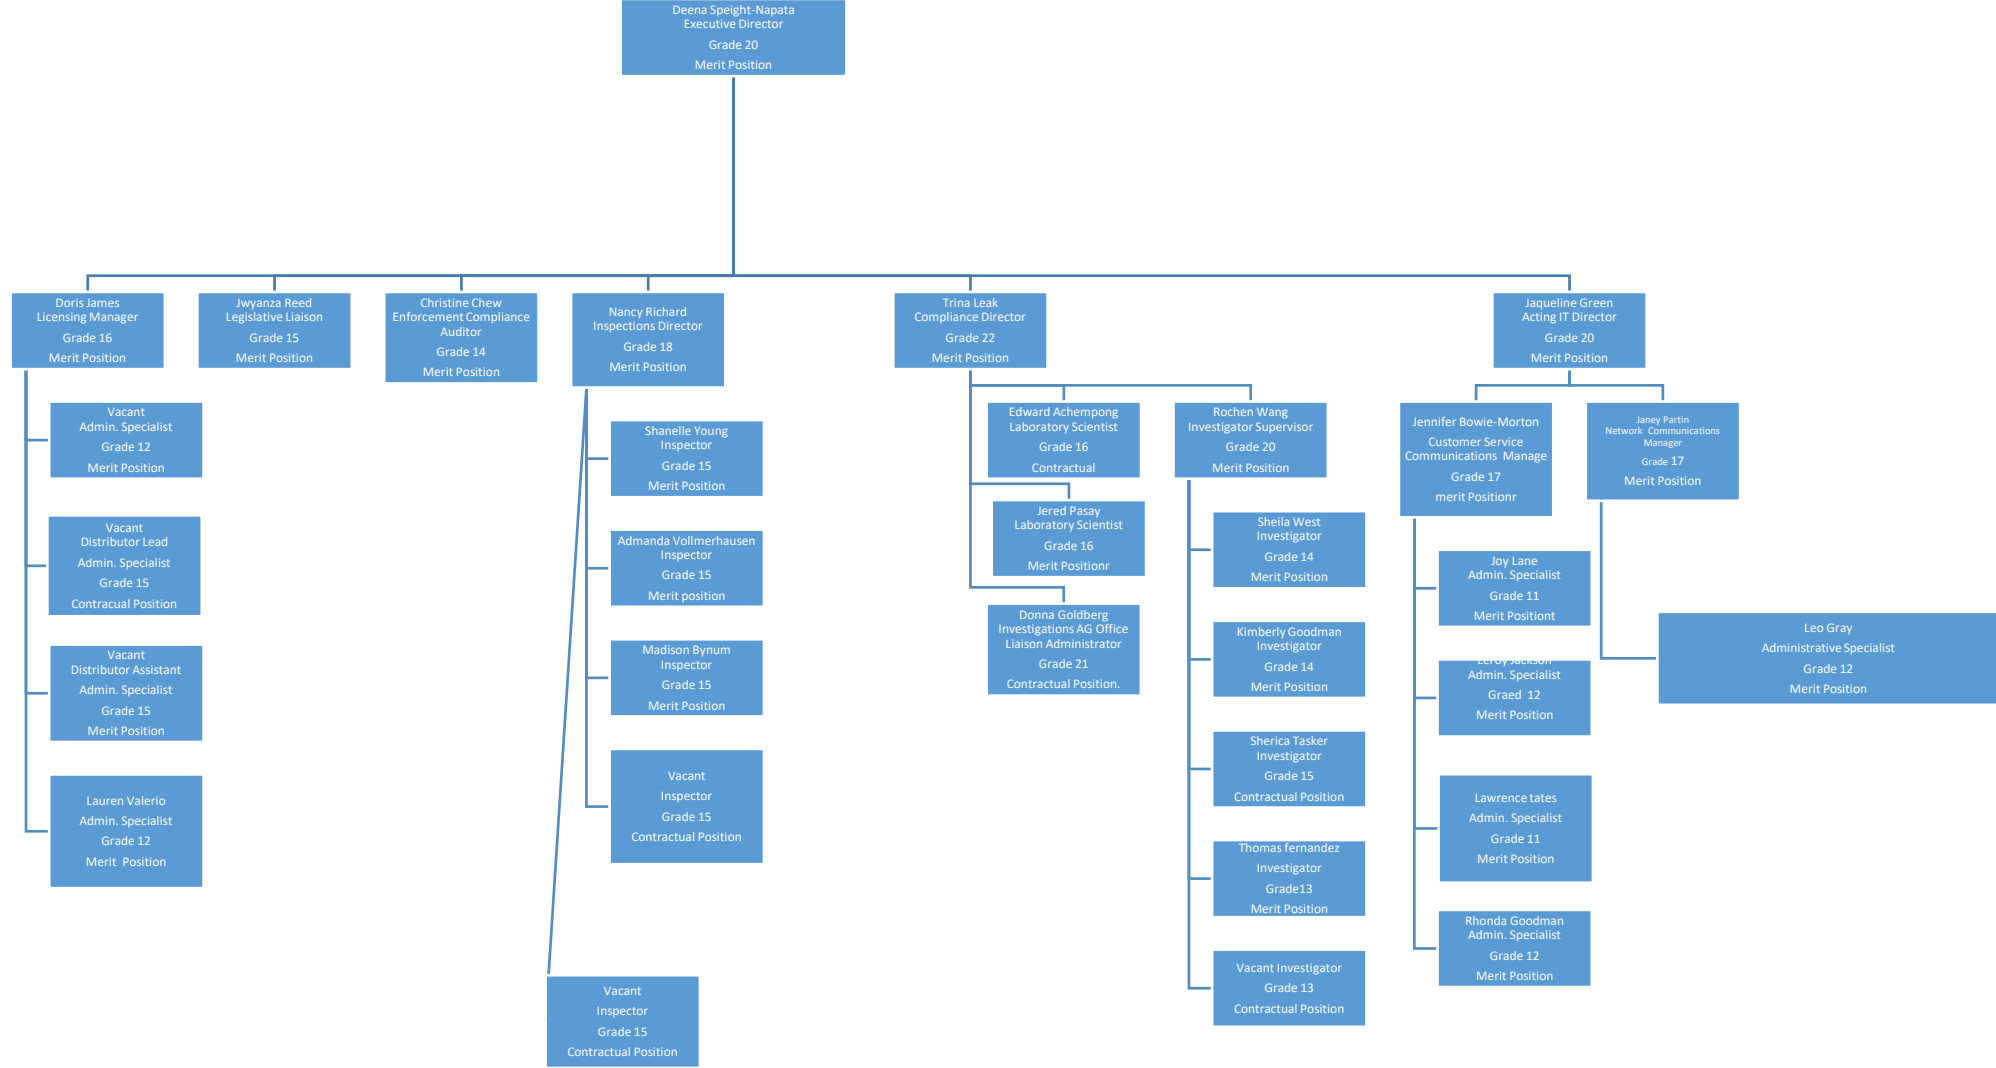 Deena Speight-Napata
Executive Director
Grade 20
Merit Position
Doris James
Licensing Manager
Grade 16
Merit Position
Jwyanza Reed
Legislative Liaison
Grade 15
Merit Position
Christine Chew
Enforcement Compliance
Auditor
Grade 14
Merit Position
Nancy Richard
Inspections Director
Grade 18
Merit Position
Trina Leak
Compliance Director
Grade 22
Merit Position
Jaqueline Green
Acting IT Director
Grade 20
Merit Position
Vacant
Admin. Specialist
Grade 12
Merit Position
Vacant
Distributor Lead
Admin. Specialist
Grade 15
Contracual Position
Vacant
Distributor Assistant
Admin. Specialist
Grade 15
Merit Position
Lauren Valerio
Admin. Specialist
Grade 12
Merit Position
Shanelle Young
Inspector
Grade 15
Merit Position
Admanda Vollmerhausen
Inspector
Grade 15
Merit position
Madison Bynum
Inspector
Grade 15
Merit Position
Vacant
Inspector
Grade 15
Contractual Position
Vacant
Inspector
Grade 15
Contractual Position
Edward Achempong
Laboratory Scientist
Grade 16
Contractual
Jered Pasay
Laboratory Scientist
Grade 16
Merit Positionr
Donna Goldberg
Investigations AG Office
Liaison Administrator
Grade 21
Contractual Position.
Rochen Wang
Investigator Supervisor
Grade 20
Merit Position
Sheila West
Investigator
Grade 14
Merit Position
Kimberly Goodman
Investigator
Grade 14
Merit Position
Sherica Tasker
Investigator
Grade 15
Contractual Position
Thomas fernandez
Investigator
Grade13
Merit Position
Vacant Investigator
Grade 13
Contractual Position
Jennifer Bowie-Morton
Customer Service
Communications Manage
Grade 17
merit Positionr
Joy Lane
Admin. Specialist
Grade 11
Merit Positiont
Leroy Jackson
Admin. Specialist
Graed 12
Merit Position
Lawrence tates
Admin. Specialist
Grade 11
Merit Position
Rhonda Goodman
Admin. Specialist
Grade 12
Merit Position
Janey Partin
Network Communications
Manager
Grade 17
Merit Position
Leo Gray
Administrative Specialist
Grade 12
Merit Position